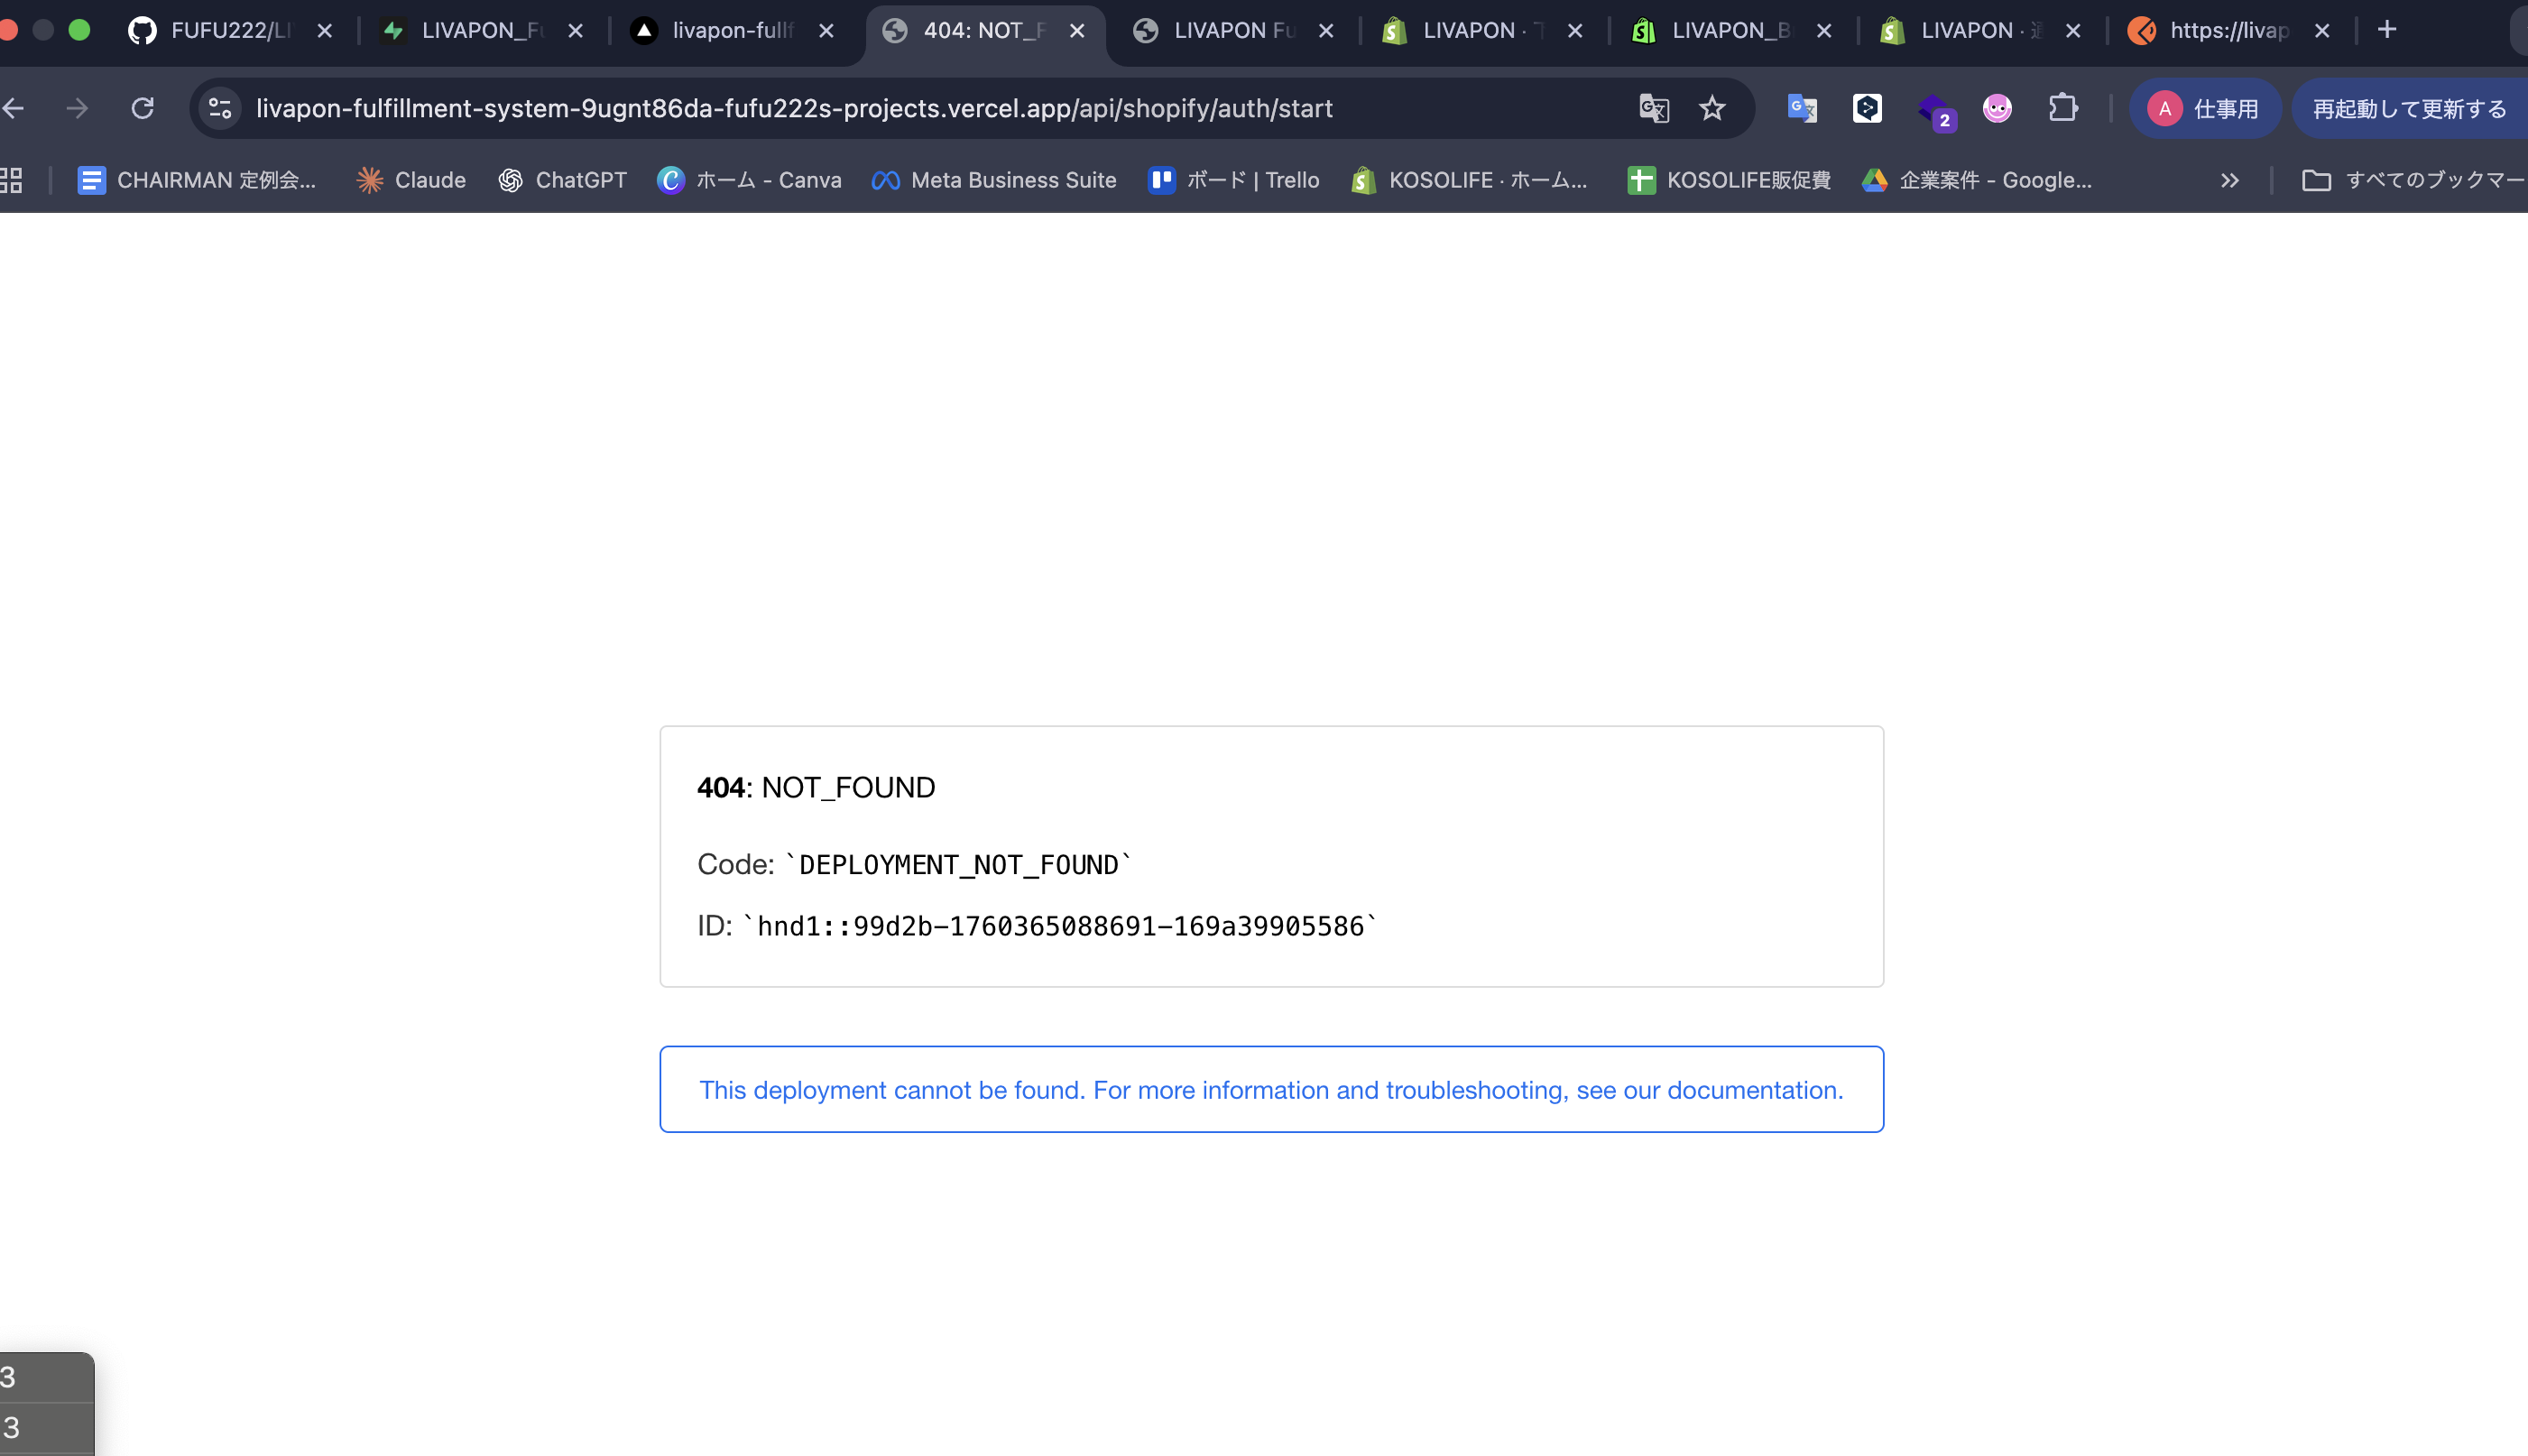 FUFU222/LI
LIVAPON_Fu
livapon-fullf
404: NOT_F
LIVAPON Fu
LIVAPON · T
LIVAPON_B
LIVAPON ·
https://livap
livapon-fulfillment-system-9ugnt86da-fufu222s-projects.vercel.app/api/shopify/auth/start
2
A 仕事用
再起動して更新する
CHAIRMAN 定例会...
Claude
ChatGPT
ホーム - Canva
Meta Business Suite
ボード | Trello
KOSOLIFE · ホーム...
KOSOLIFE販促費
企業案件 - Google...
すべてのブックマー
404: NOT_FOUND
Code: `DEPLOYMENT_NOT_FOUND`
ID: `hnd1::99d2b-1760365088691-169a39905586`
This deployment cannot be found. For more information and troubleshooting, see our documentation.
3
3